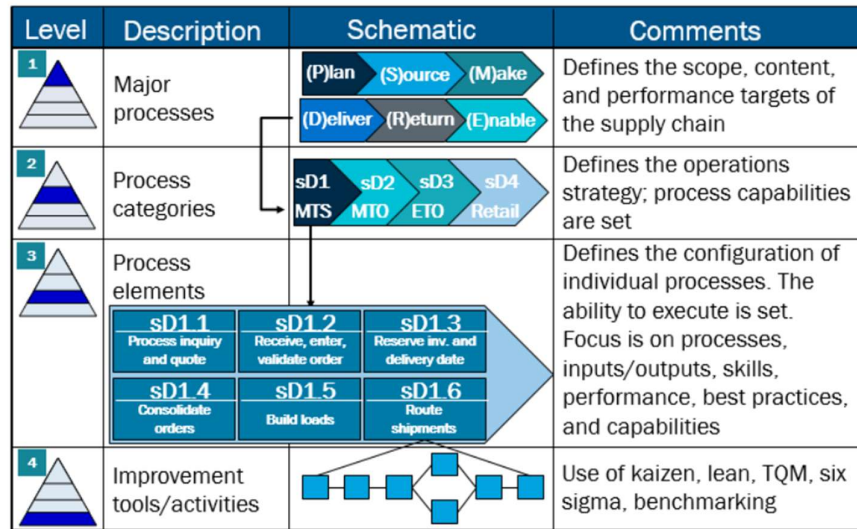 Level Description Schematic Comments
1
Major
processes
(P)lan (S)ource (M)ake
(D)eliver (R)eturn (E)nable
Defines the scope, content,
and performance targets of
the supply chain
2
Process
categories
sD1 sD2 sD3 sD4
MTS MTO ETO Retail
Defines the operations
strategy; process capabilities
are set
3
Process
elements
sD1.1 sD1.2 sD1.3
Process inquiry Receive, enter, Reserve inv. and
and quote validate order delivery date
sD1.4 sD1.5 sD1.6
Consolidate Build loads Route
orders shipments
Defines the configuration of
individual processes. The
ability to execute is set.
Focus is on processes,
inputs/outputs, skills,
performance, best practices,
and capabilities
4
Improvement
tools/activities
Use of kaizen, lean, TQM, six
sigma, benchmarking